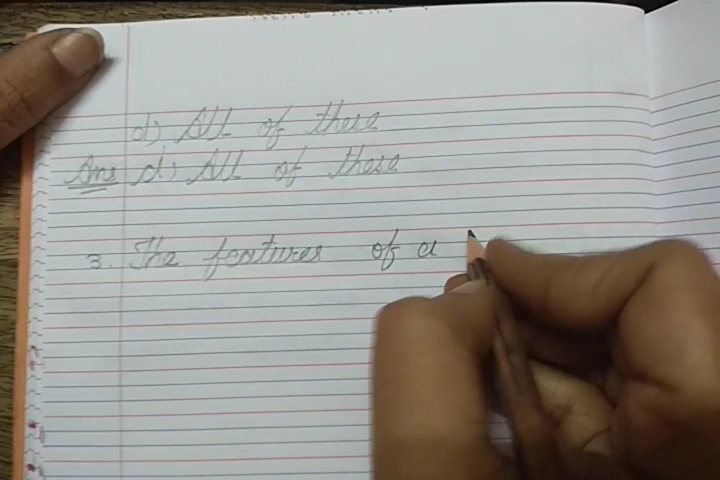 d) All of these
Ans d) All of these
3. The features of a